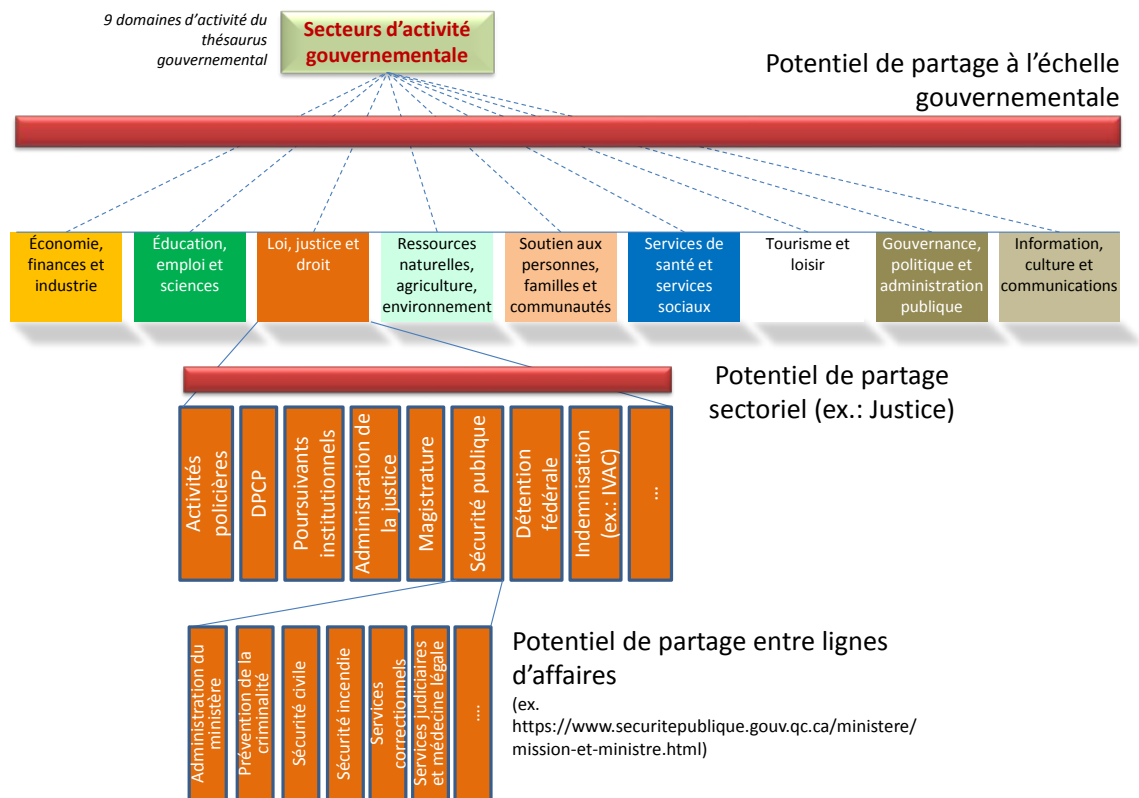 9 domaines d'activité du
thésaurus
gouvernemental
Secteurs d'activité
gouvernementale
Potentiel de partage à l'échelle
gouvernementale
Économie,
finances et
industrie
Éducation,
emploi et
sciences
Loi, justice et
droit
Ressources
naturelles,
agriculture,
environnement
Soutien aux
personnes,
familles et
communautés
Services de
santé et
services
sociaux
Tourisme et
loisir
Gouvernance,
politique et
administration
publique
Information,
culture et
communications
Potentiel de partage
sectoriel (ex.: Justice)
Activités
policières
DPCP
Poursuivants
institutionnels
Administration de
la justice
Magistrature
Sécurité publique
Détention
fédérale
Indemnisation
(ex.: IVAC)
...
Potentiel de partage entre lignes
d'affaires
(ex.
https://www.securitepublique.gouv.qc.ca/ministere/
mission-et-ministre.html)
Administration du
ministère
Prévention de la
criminalité
Sécurité civile
Sécurité incendie
Services
correctionnels
Services judiciaires
et médecine légale
....